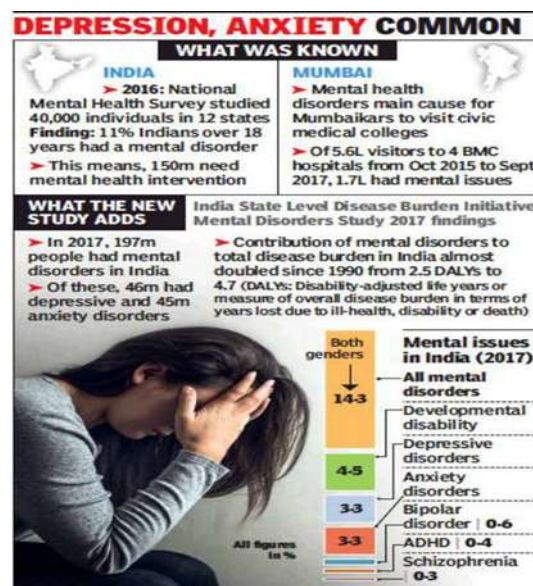 DEPRESSION, ANXIETY COMMON
WHAT WAS KNOWN
INDIA
➤ 2016: National
Mental Health Survey studied
40,000 individuals in 12 states
Finding: 11% Indians over 18
years had a mental disorder
➤ This means, 150m need
mental health intervention
MUMBAI
➤ Mental health
disorders main cause for
Mumbaikars to visit civic
medical colleges
➤ Of 5.6L visitors to 4 BMC
hospitals from Oct 2015 to Sept
2017, 1.7L had mental issues
WHAT THE NEW
STUDY ADDS
India State Level Disease Burden Initiative
Mental Disorders Study 2017 findings
➤ In 2017, 197m
people had mental
disorders in India
➤ Of these, 46m had
depressive and 45m
anxiety disorders
➤ Contribution of mental disorders to
total disease burden in India almost
doubled since 1990 from 2.5 DALYs to
4.7 (DALYs: Disability-adjusted life years or
measure of overall disease burden in terms of
years lost due to ill-health, disability or death)
Both
genders
14·3
4·5
3·3
3·3
All figures
in %
Mental issues
in India (2017)
All mental
disorders
Developmental
disability
Depressive
disorders
Anxiety
disorders
Bipolar
disorder | 0·6
ADHD | 0·4
Schizophrenia
| 0·3